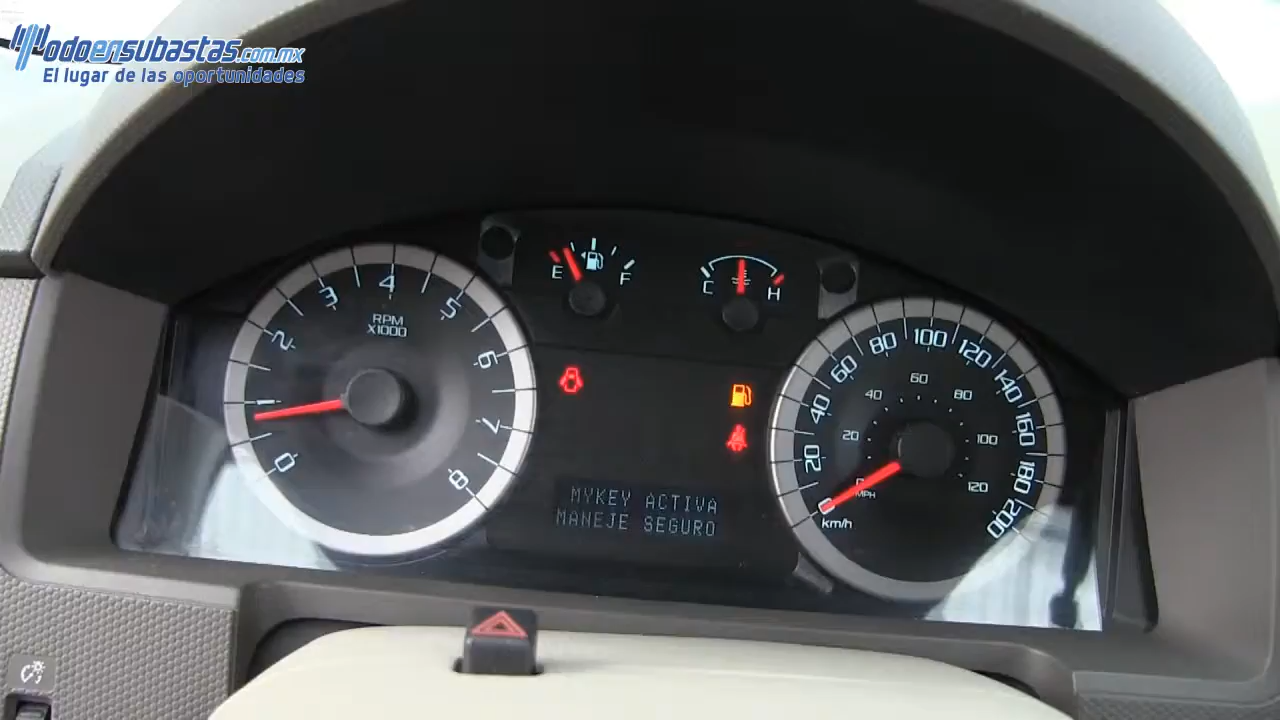 Todoensubastas.com.mx
El lugar de las oportunidades
E F
C H
0 1 2 3 4 5 6 7 8
RPM
X1000
0 20 40 60 80 100 120 140 160 180 200
20 40 60 80 100 120
0
MPH
km/h
MYKEY ACTIVA
MANEJE SEGURO